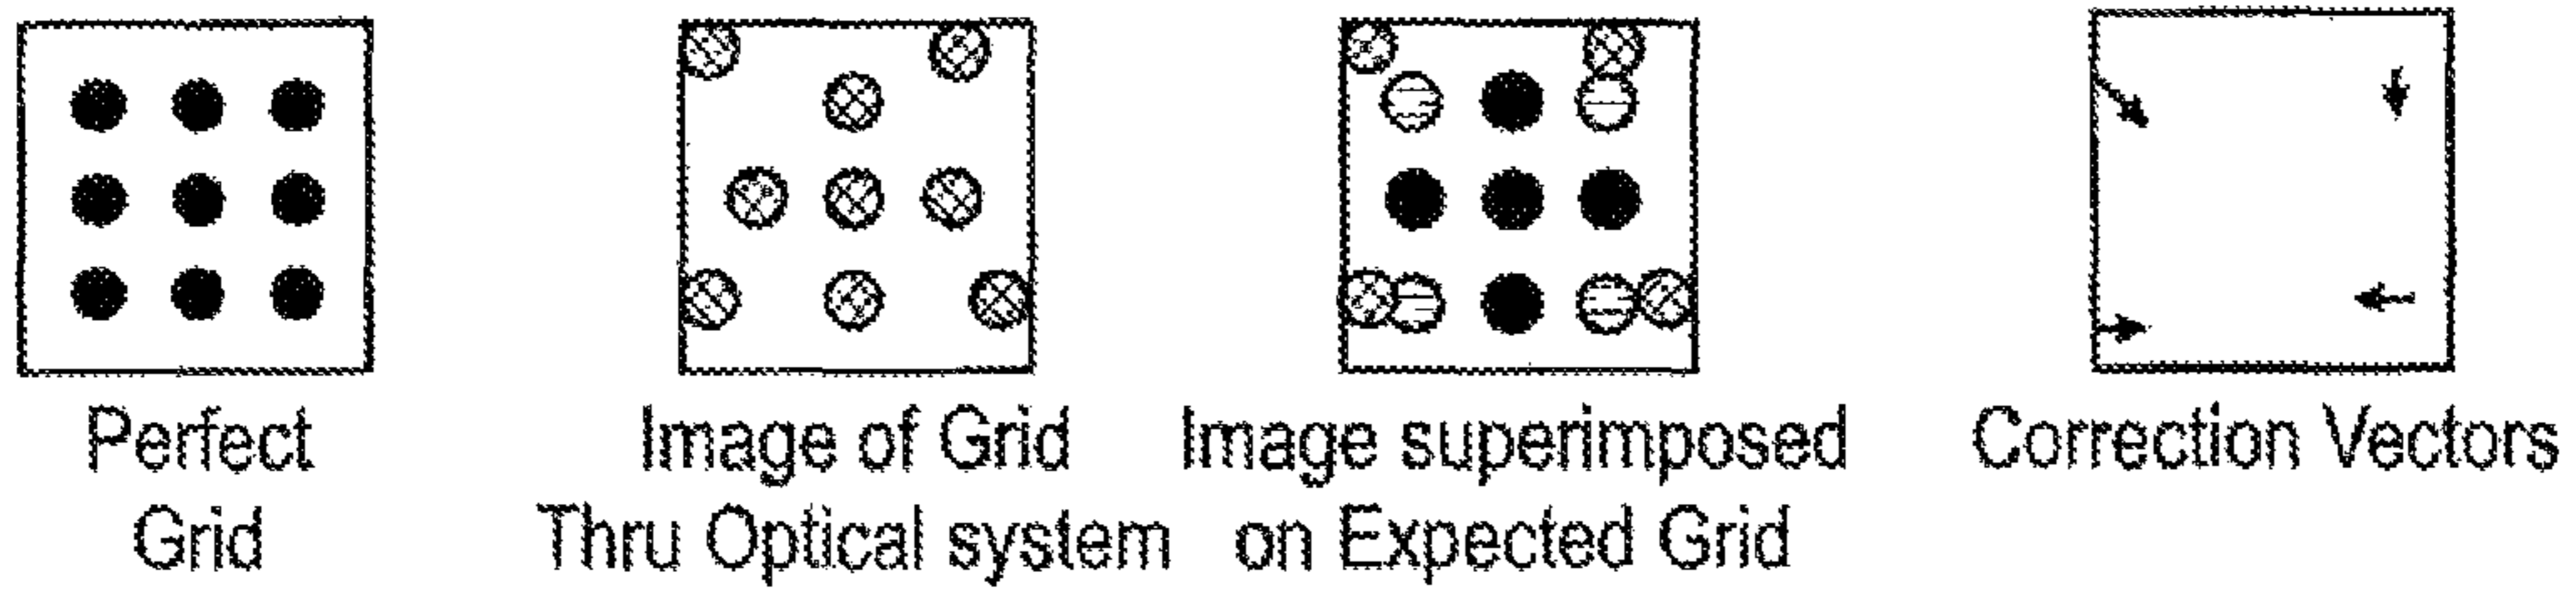 Perfect
Grid
Image of Grid
Thru Optical system
Image superimposed
on Expected Grid
Correction Vectors